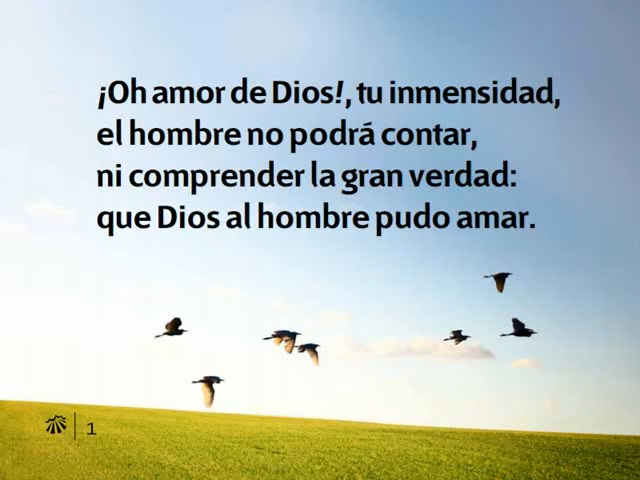 ¡Oh amor de Dios!, tu inmensidad,
el hombre no podrá contar,
ni comprender la gran verdad:
que Dios al hombre pudo amar.
1